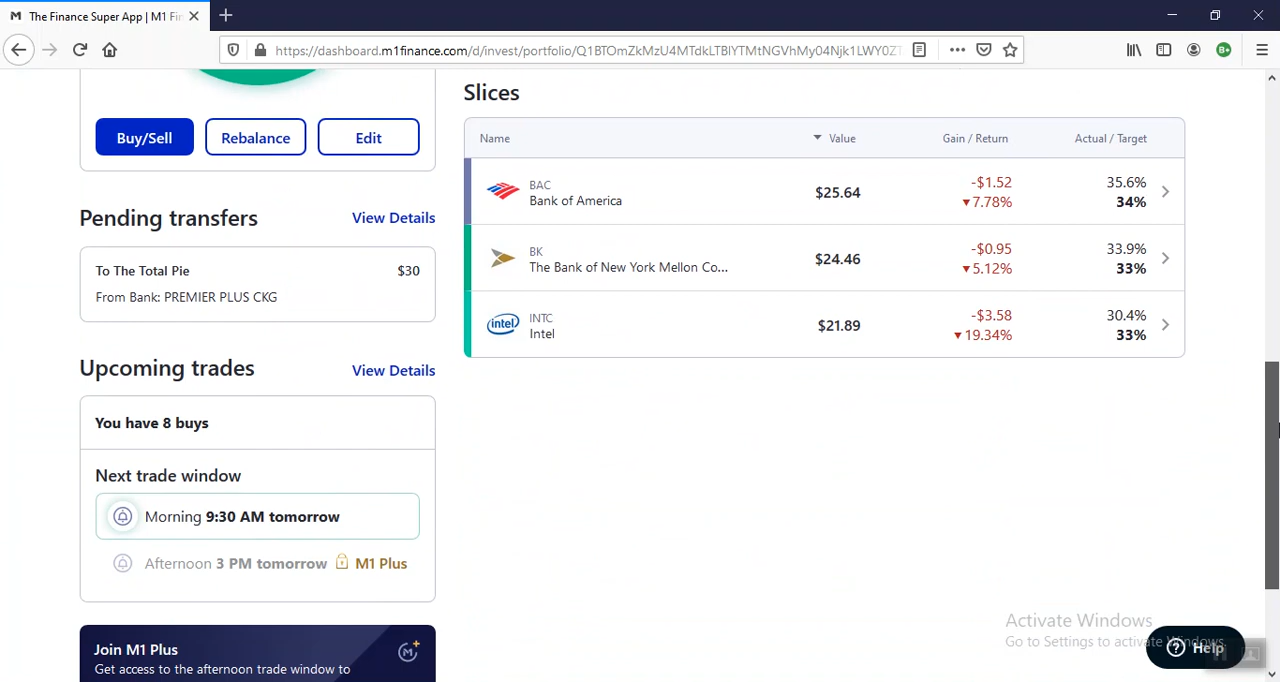 The Finance Super App | M1 Fin
https://dashboard.m1finance.com/d/invest/portfolio/
Buy/Sell
Rebalance
Edit
Pending transfers
View Details
To The Total Pie
$30
From Bank: PREMIER PLUS CKG
Upcoming trades
View Details
You have 8 buys
Next trade window
Morning 9:30 AM tomorrow
Afternoon 3 PM tomorrow M1 Plus
Join M1 Plus
Get access to the afternoon trade window to
Slices
Name Value Gain / Return Actual / Target
BAC
Bank of America
$25.64
-$1.52
▼7.78%
35.6%
34%
BK
The Bank of New York Mellon Co...
$24.46
-$0.95
▼5.12%
33.9%
33%
intel
INTC
Intel
$21.89
-$3.58
▼19.34%
30.4%
33%
Activate Windows
Go to Settings to activate Windows.
Help